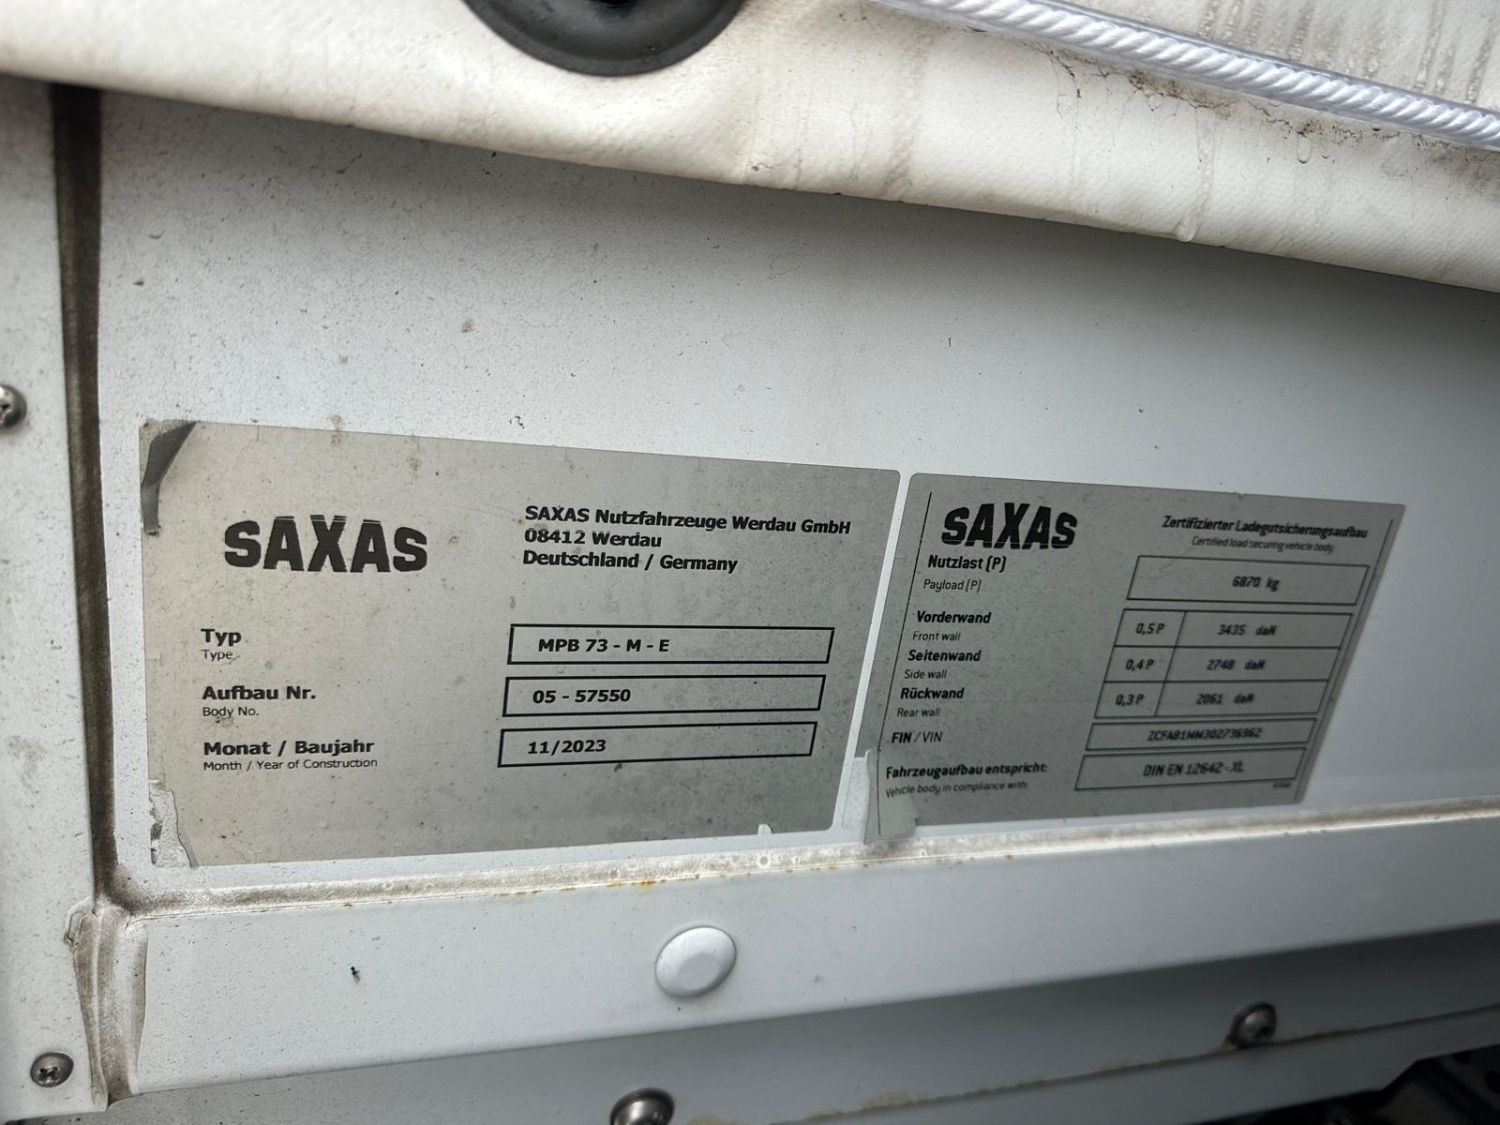 SAXAS
SAXAS Nutzfahrzeuge Werdau GmbH
08412 Werdau
Deutschland / Germany
Typ
Type
MPB 73 - M - E
Aufbau Nr.
Body No.
05 - 57550
Monat / Baujahr
Month / Year of Construction
11/2023
SAXAS
Zertifizierter Ladegutsicherungsaufbau
Certified load securing vehicle body
Nutzlast (P)
Payload (P)
6870 kg
Vorderwand
Front wall
0,5 P 3435 daN
Seitenwand
Side wall
0,4 P 2748 daN
Rückwand
Rear wall
0,3 P 2061 daN
FIN / VIN
Fahrzeugaufbau entspricht:
Vehicle body in compliance with:
DIN EN 12642 - XL